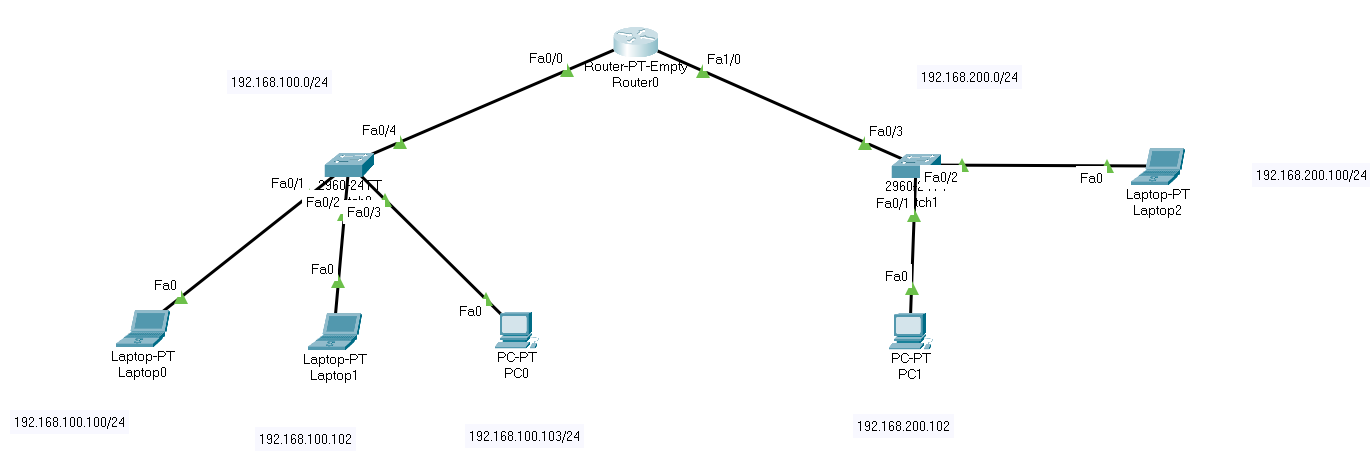 Fa0/0
Fa1/0
Router-PT-Empty
Router0
192.168.100.0/24
192.168.200.0/24
Fa0/4
Fa0/3
Fa0/1
Fa0/2
Fa0/3
Fa0/2
Fa0
Laptop-PT
Laptop2
192.168.200.100/24
Fa0/1
tch1
Fa0
Fa0
Fa0
Fa0
Laptop-PT
Laptop0
Laptop-PT
Laptop1
PC-PT
PC0
PC-PT
PC1
192.168.100.100/24
192.168.100.102
192.168.100.103/24
192.168.200.102